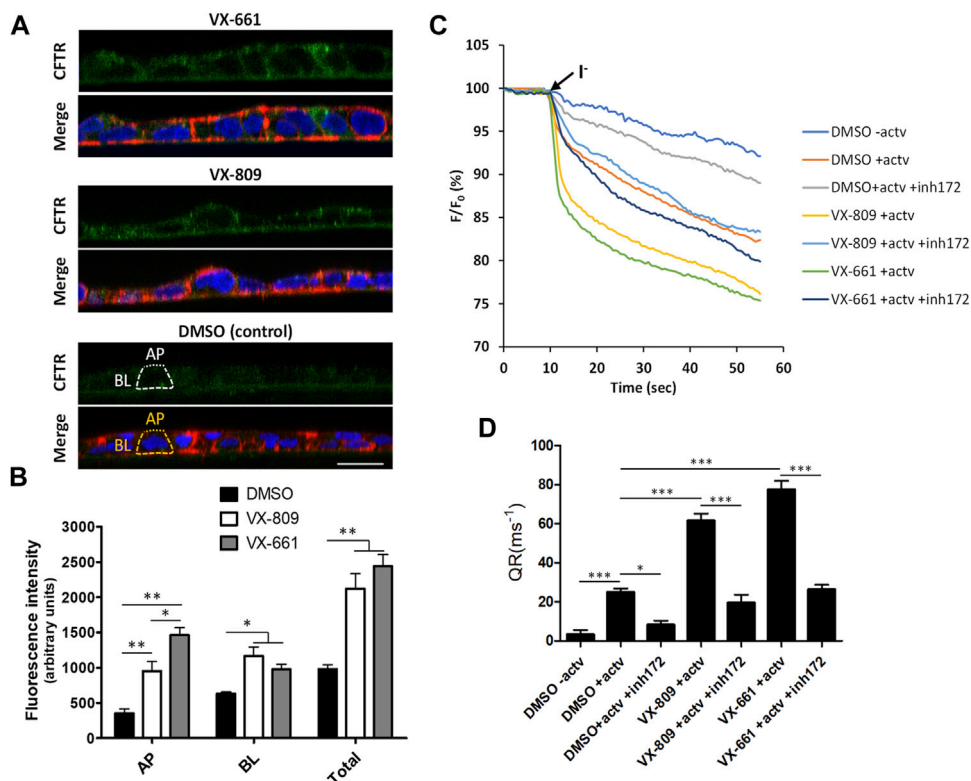 A
VX-661
CFTR
Merge
VX-809
CFTR
Merge
DMSO (control)
CFTR
AP
BL
Merge
AP
BL
B
DMSO
VX-809
VX-661
Fluorescence intensity
(arbitrary units)
3000
2500
2000
1500
1000
500
0
**
*
**
*
**
AP
BL
Total
C
105
100
95
90
85
80
75
70
F/F0 (%)
I-
0
10
20
30
40
50
60
Time (sec)
DMSO -actv
DMSO +actv
DMSO+actv +inh172
VX-809 +actv
VX-809 +actv +inh172
VX-661 +actv
VX-661 +actv+inh172
D
QR(ms-1)
100
80
60
40
20
0
***
***
***
***
***
*
DMSO -actv
DMSO +actv
DMSO+actv +inh172
VX-809 +actv
VX-809 +actv +inh172
VX-661 +actv
VX-661 +actv +inh172